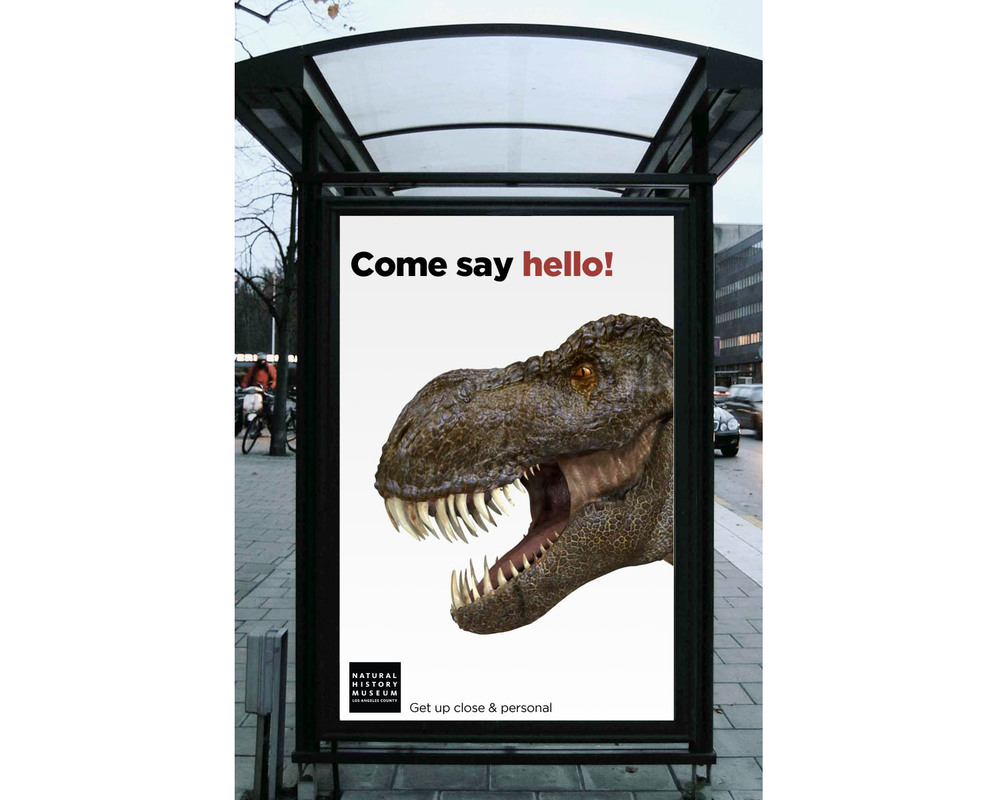 Come say hello!
NATURAL
HISTORY
MUSEUM
LOS ANGELES COUNTY
Get up close & personal